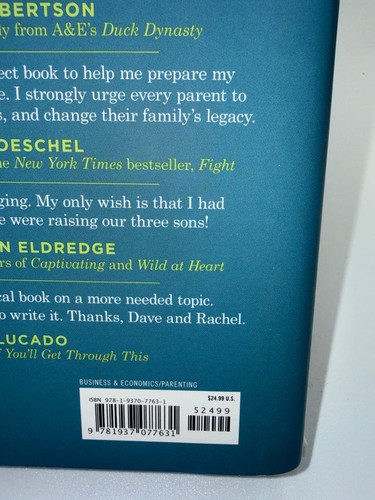 BERTSON
ly from A&E's Duck Dynasty
ect book to help me prepare my
e. I strongly urge every parent to
s, and change their family's legacy.
OESCHEL
he New York Times bestseller, Fight
ging. My only wish is that I had
e were raising our three sons!
N ELDREDGE
rs of Captivating and Wild at Heart
cal book on a more needed topic.
o write it. Thanks, Dave and Rachel.
LUCADO
f You'll Get Through This
BUSINESS & ECONOMICS/PARENTING
ISBN 978-1-9370-7763-1
$24.99 U.S.
52499
9 781937 077631